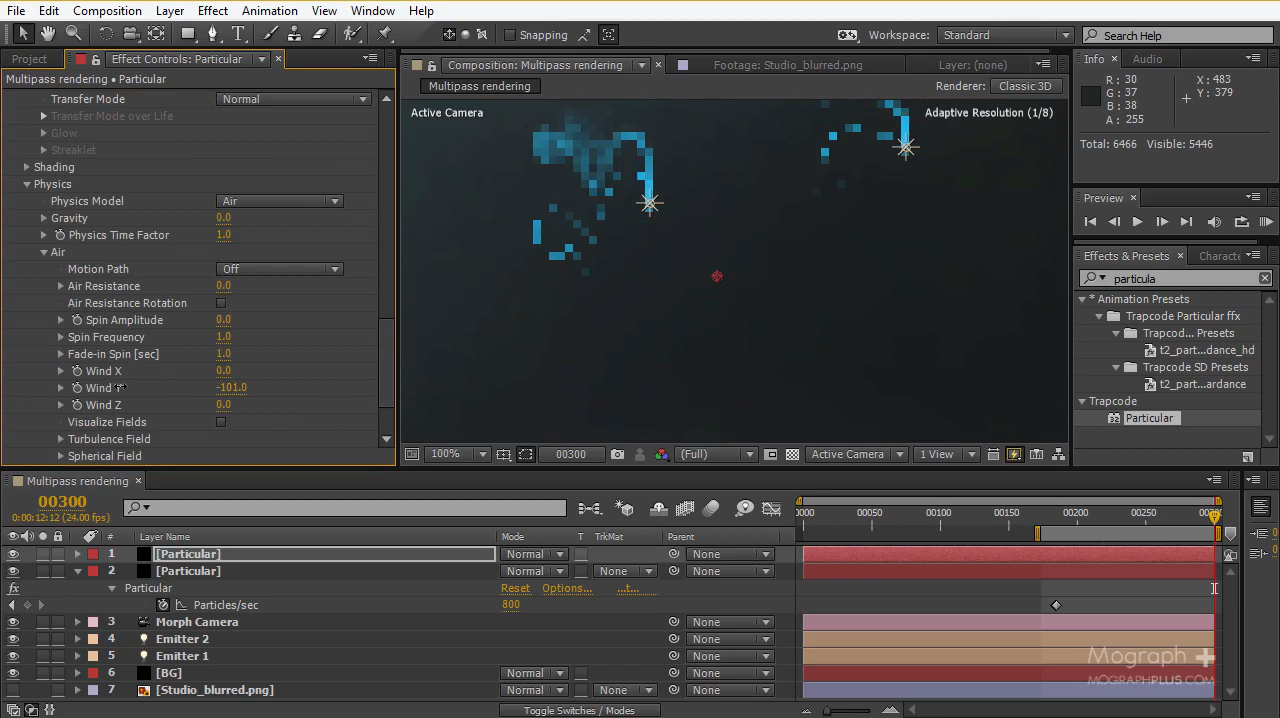 File Edit Composition Layer Effect Animation View Window Help
Snapping Workspace: Standard Search Help
Project Effect Controls: Particular
Multipass rendering • Particular
Transfer Mode Normal
Transfer Mode over Life
Glow
Streaklet
Shading
Physics
Physics Model Air
Gravity 0.0
Physics Time Factor 1.0
Air
Motion Path Off
Air Resistance 0.0
Air Resistance Rotation
Spin Amplitude 0.0
Spin Frequency 1.0
Fade-in Spin [sec] 1.0
Wind X 0.0
Wind -101.0
Wind Z 0.0
Visualize Fields
Turbulence Field
Spherical Field
Composition: Multipass rendering Footage: Studio_blurred.png Layer: (none)
Multipass rendering Renderer: Classic 3D
Active Camera Adaptive Resolution (1/8)
100% 00300 (Full) Active Camera 1 View
Info Audio
R: 30 X: 483
G: 37 Y: 379
B: 38
A: 255
Total: 6466 Visible: 5446
Preview
Effects & Presets Characte
particula
* Animation Presets
Trapcode Particular ffx
Trapcod... Presets
t2_part...dance_hd
Trapcode SD Presets
t2_part...ardance
Trapcode
32 Particular
Multipass rendering
00300
0:00:12:12 (24.00 fps)
0000 00050 00100 00150 00200 00250
# Layer Name Mode T TrkMat Parent
1 [Particular] Normal None
2 [Particular] Normal None None
fx Particular Reset Options... ...t...
Particles/sec 800
3 Morph Camera None
4 Emitter 2 None
5 Emitter 1 None
6 [BG] Normal None
7 [Studio_blurred.png] Normal None None
Toggle Switches / Modes
Mograph +
MOGRAPHPLUS.COM